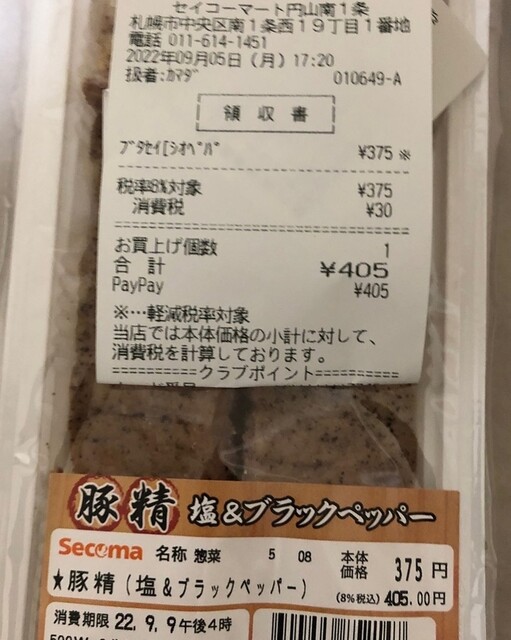 セイコーマート円山南1条
札幌市中央区南1条西19丁目1番地
電話 011-614-1451
2022年09月05日(月)17:20
扱者:ｶﾏﾀﾞ 010649-A
領収書
ﾌﾞﾀｾｲ[ｼｵﾍﾟﾊﾟ ¥375 ※
税率8%対象 ¥375
消費税 ¥30
お買上げ個数 1
合計 ¥405
PayPay ¥405
※…軽減税率対象
当店では本体価格の小計に対して、
消費税を計算しております。
==========クラブポイント==========
豚精 塩&ブラックペッパー
Secoma 名称 惣菜 5 08 本体価格 375円
★豚精(塩&ブラックペッパー) (8%税込) 405.00円
消費期限 22.9.9午後4時